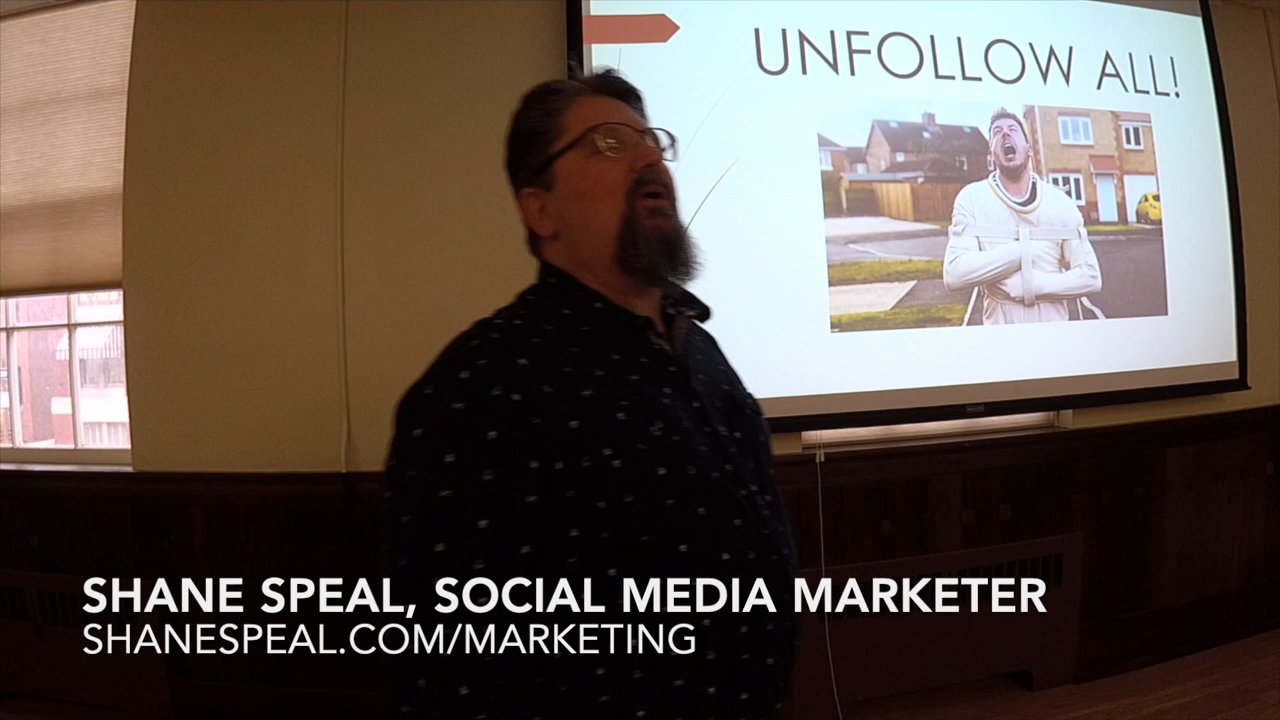 UNFOLLOW ALL!
SHANE SPEAL, SOCIAL MEDIA MARKETER
SHANESPEAL.COM/MARKETING